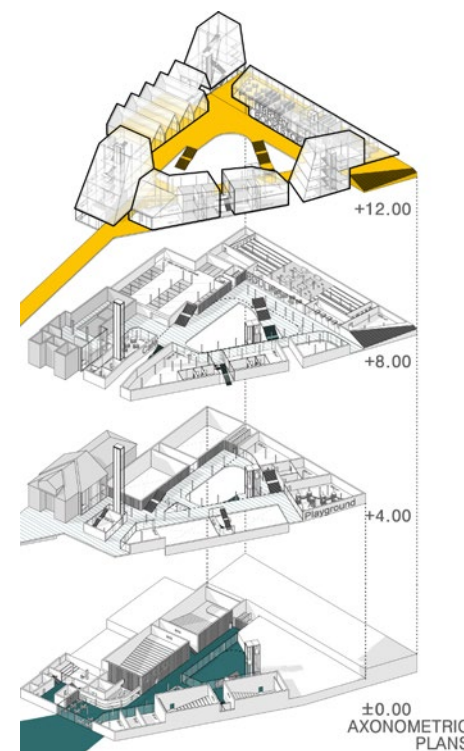 +12.00
+8.00
Playground
+4.00
±0.00
AXONOMETRIC
PLANS